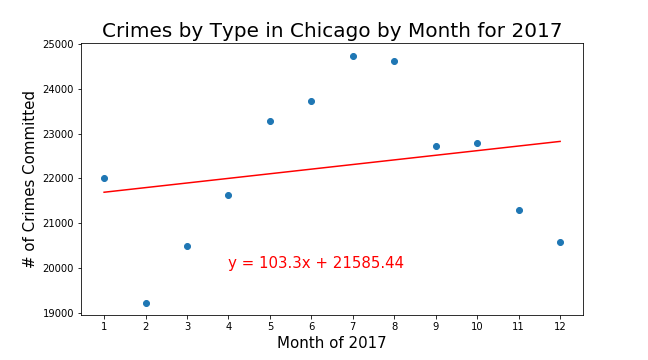 Crimes by Type in Chicago by Month for 2017
25000
24000
23000
22000
21000
20000
19000
# of Crimes Committed
y = 103.3x + 21585.44
1 2 3 4 5 6 7 8 9 10 11 12
Month of 2017